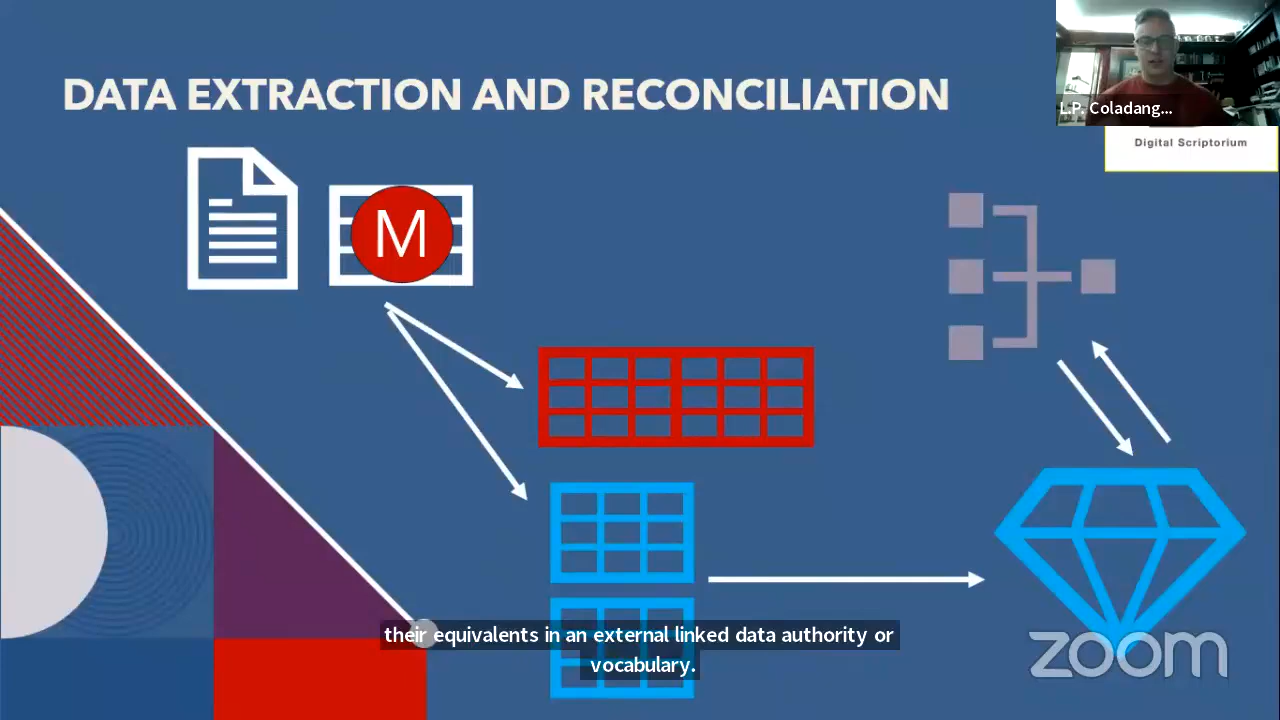 DATA EXTRACTION AND RECONCILIATION
L.P. Coladang...
Digital Scriptorium
M
their equivalents in an external linked data authority or
vocabulary.
zoom